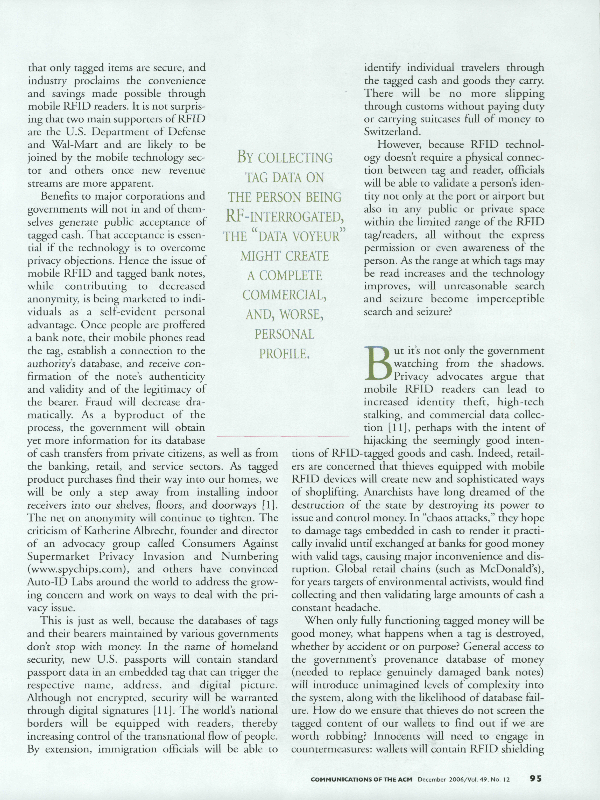 that only tagged items are secure, and
industry proclaims the convenience
and savings made possible through
mobile RFID readers. It is not surpris-
ing that two main supporters of RFID
are the U.S. Department of Defense
and Wal-Mart and are likely to be
joined by the mobile technology sec-
tor and others once new revenue
streams are more apparent.
Benefits to major corporations and
governments will not in and of them-
selves generate public acceptance of
tagged cash. That acceptance is essen-
tial if the technology is to overcome
privacy objections. Hence the issue of
mobile RFID and tagged bank notes,
while contributing to decreased
anonymity, is being marketed to indi-
viduals as a self-evident personal
advantage. Once people are proffered
a bank note, their mobile phones read
the tag, establish a connection to the
authority's database, and receive con-
firmation of the note's authenticity
and validity and of the legitimacy of
the bearer. Fraud will decrease dra-
matically. As a byproduct of the
process, the government will obtain
yet more information for its database
of cash transfers from private citizens, as well as from
the banking, retail, and service sectors. As tagged
product purchases find their way into our homes, we
will be only a step away from installing indoor
receivers into our shelves, floors, and doorways [1].
The net on anonymity will continue to tighten. The
criticism of Katherine Albrecht, founder and director
of an advocacy group called Consumers Against
Supermarket Privacy Invasion and Numbering
(www.spychips.com), and others have convinced
Auto-ID Labs around the world to address the grow-
ing concern and work on ways to deal with the pri-
vacy issue.
This is just as well, because the databases of tags
and their bearers maintained by various governments
don't stop with money. In the name of homeland
security, new U.S. passports will contain standard
passport data in an embedded tag that can trigger the
respective name, address, and digital picture.
Although not encrypted, security will be warranted
through digital signatures [11]. The world's national
borders will be equipped with readers, thereby
increasing control of the transnational flow of people.
By extension, immigration officials will be able to
BY COLLECTING
TAG DATA ON
THE PERSON BEING
RF-INTERROGATED,
THE "DATA VOYEUR"
MIGHT CREATE
A COMPLETE
COMMERCIAL,
AND, WORSE,
PERSONAL
PROFILE.
identify individual travelers through
the tagged cash and goods they carry.
There will be no more slipping
through customs without paying duty
or carrying suitcases full of money to
Switzerland.
However, because RFID technol-
ogy doesn't require a physical connec-
tion between tag and reader, officials
will be able to validate a person's iden-
tity not only at the port or airport but
also in any public or private space
within the limited range of the RFID
tag/readers, all without the express
permission or even awareness of the
person. As the range at which tags may
be read increases and the technology
improves, will unreasonable search
and seizure become imperceptible
search and seizure?
But it's not only the government
watching from the shadows.
Privacy advocates argue that
mobile RFID readers can lead to
increased identity theft, high-tech
stalking, and commercial data collec-
tion [11], perhaps with the intent of
hijacking the seemingly good inten-
tions of RFID-tagged goods and cash. Indeed, retail-
ers are concerned that thieves equipped with mobile
RFID devices will create new and sophisticated ways
of shoplifting. Anarchists have long dreamed of the
destruction of the state by destroying its power to
issue and control money. In "chaos attacks," they hope
to damage tags embedded in cash to render it practi-
cally invalid until exchanged at banks for good money
with valid tags, causing major inconvenience and dis-
ruption. Global retail chains (such as McDonald's),
for years targets of environmental activists, would find
collecting and then validating large amounts of cash a
constant headache.
When only fully functioning tagged money will be
good money, what happens when a tag is destroyed,
whether by accident or on purpose? General access to
the government's provenance database of money
(needed to replace genuinely damaged bank notes)
will introduce unimagined levels of complexity into
the system, along with the likelihood of database fail-
ure. How do we ensure that thieves do not screen the
tagged content of our wallets to find out if we are
worth robbing? Innocents will need to engage in
countermeasures: wallets will contain RFID shielding
COMMUNICATIONS OF THE ACM December 2006/Vol. 49, No. 12 95